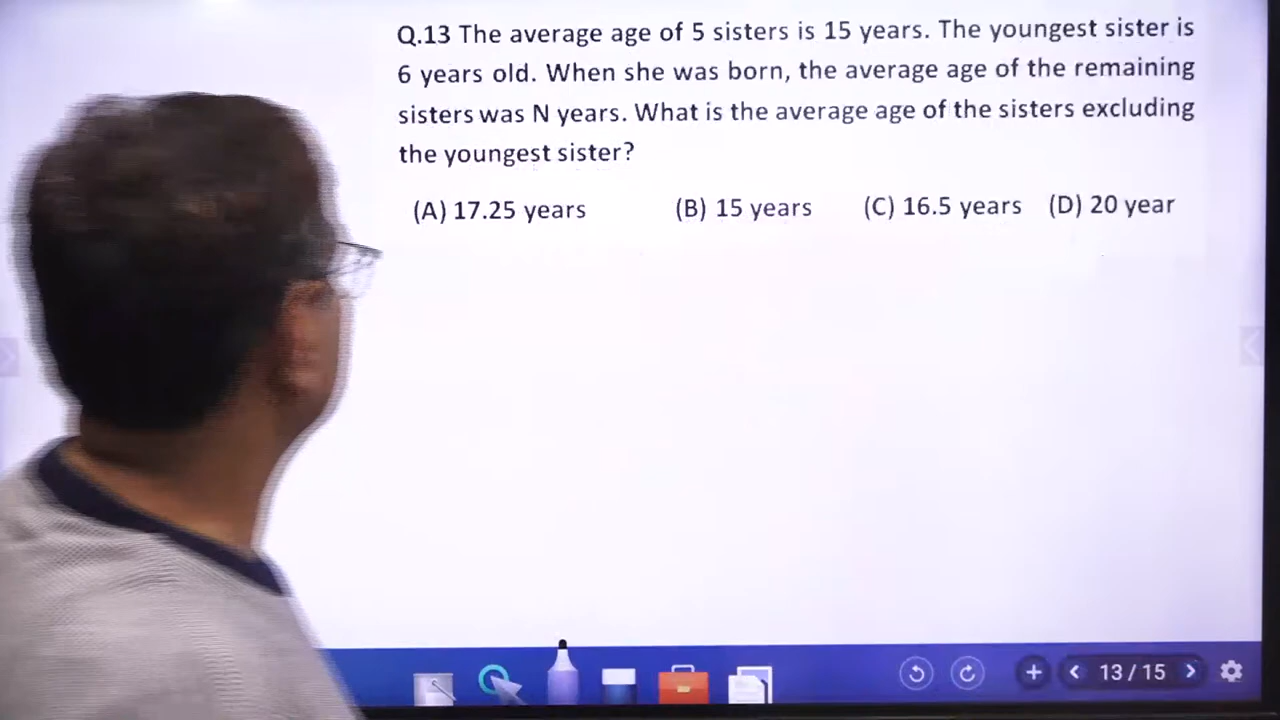 Q.13 The average age of 5 sisters is 15 years. The youngest sister is
6 years old. When she was born, the average age of the remaining
sisters was N years. What is the average age of the sisters excluding
the youngest sister?
(A) 17.25 years (B) 15 years (C) 16.5 years (D) 20 year
13 / 15